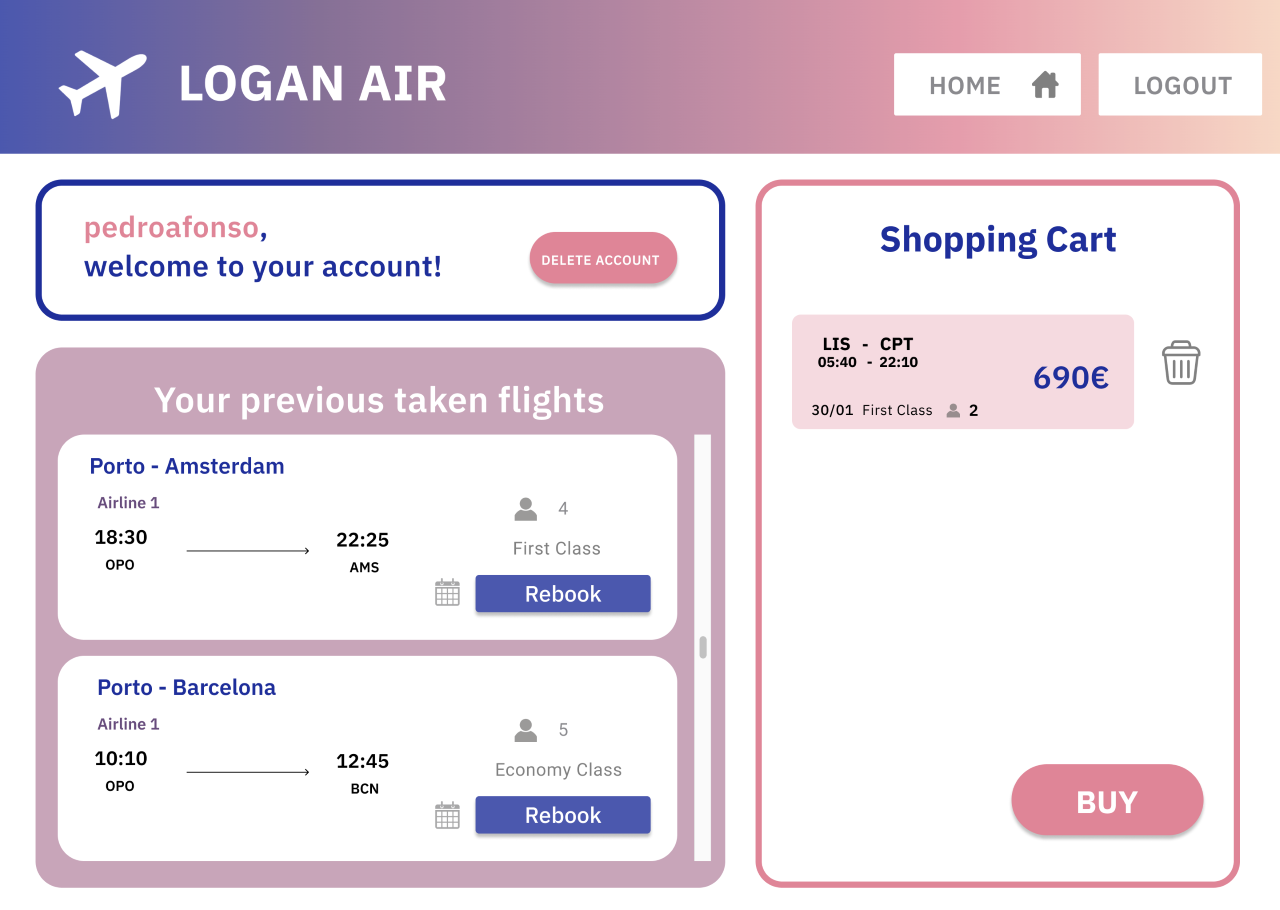 LOGAN AIR
HOME
LOGOUT
pedroafonso,
welcome to your account!
DELETE ACCOUNT
Your previous taken flights
Porto - Amsterdam
Airline 1
18:30
OPO
22:25
AMS
4
First Class
Rebook
Porto - Barcelona
Airline 1
10:10
OPO
12:45
BCN
5
Economy Class
Rebook
Shopping Cart
LIS - CPT
05:40 - 22:10
690€
30/01 First Class 2
BUY